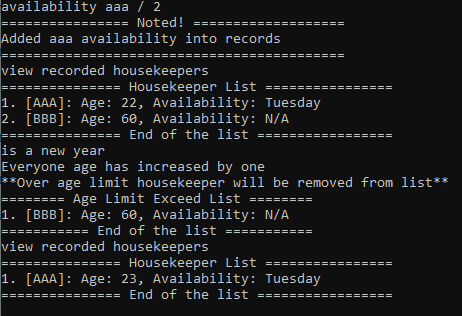 availability aaa / 2
================ Noted! ===================
Added aaa availability into records
===========================================
view recorded housekeepers
=============== Housekeeper List ================
1. [AAA]: Age: 22, Availability: Tuesday
2. [BBB]: Age: 60, Availability: N/A
=============== End of the list =================
is a new year
Everyone age has increased by one
**Over age limit housekeeper will be removed from list**
======== Age Limit Exceed List ========
1. [BBB]: Age: 60, Availability: N/A
=========== End of the list ===========
view recorded housekeepers
=============== Housekeeper List ================
1. [AAA]: Age: 23, Availability: Tuesday
=============== End of the list =================